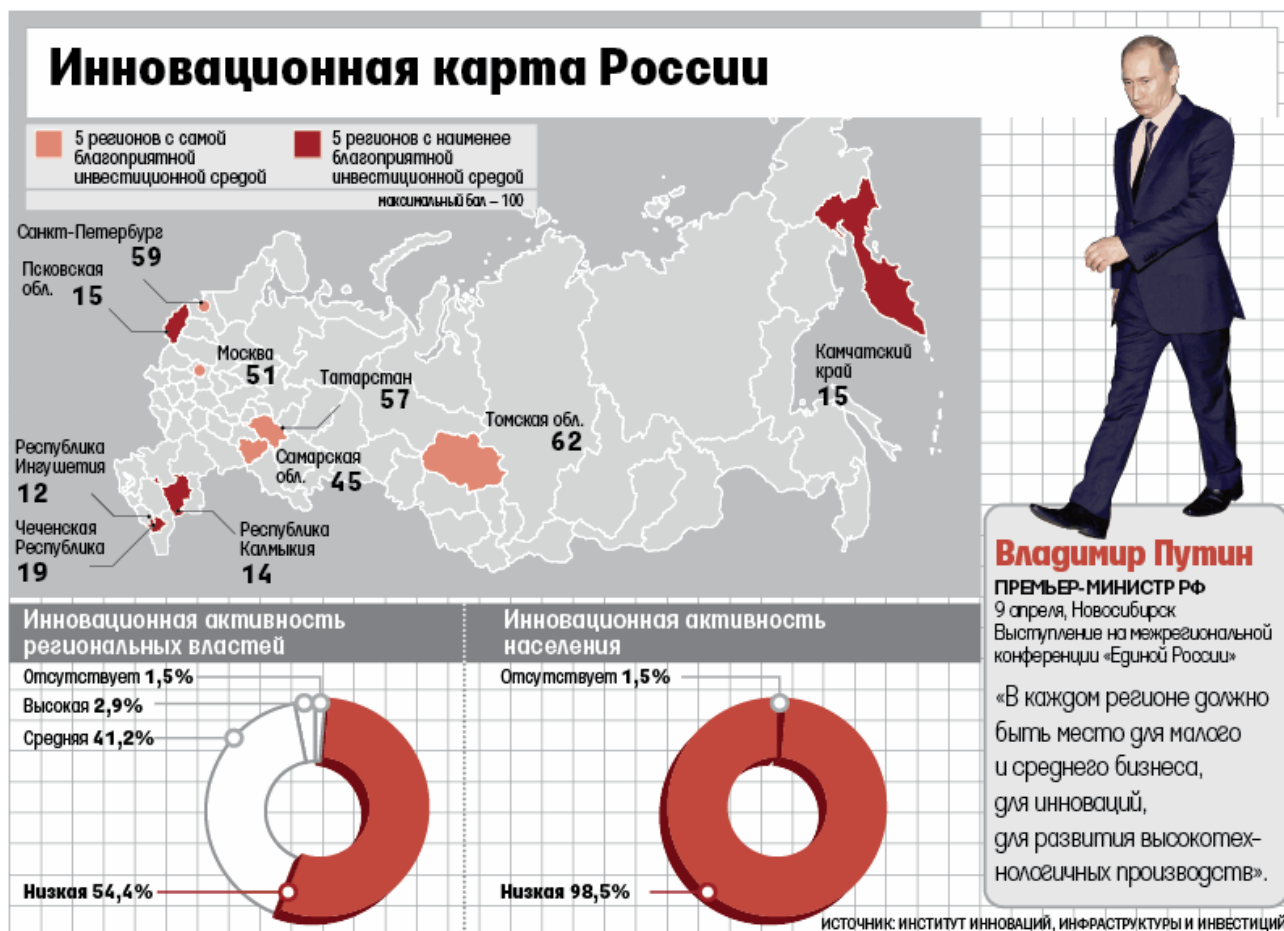 Инновационная карта России
5 регионов с самой
благоприятной
инвестиционной средой
5 регионов с наименее
благоприятной
инвестиционной средой
максимальный бал – 100
Санкт-Петербург
59
Псковская
обл. 15
Москва
51
Татарстан
57
Томская обл.
62
Камчатский
край
15
Самарская
обл. 45
Республика
Ингушетия
12
Чеченская
Республика
19
Республика
Калмыкия
14
Владимир Путин
ПРЕМЬЕР-МИНИСТР РФ
9 апреля, Новосибирск
Выступление на межрегиональной
конференции «Единой России»
«В каждом регионе должно
быть место для малого
и среднего бизнеса,
для инноваций,
для развития высокотех-
нологичных производств».
Инновационная активность
региональных властей
Отсутствует 1,5%
Высокая 2,9%
Средняя 41,2%
Низкая 54,4%
Инновационная активность
населения
Отсутствует 1,5%
Низкая 98,5%
ИСТОЧНИК: ИНСТИТУТ ИННОВАЦИЙ, ИНФРАСТРУКТУРЫ И ИНВЕСТИЦИЙ